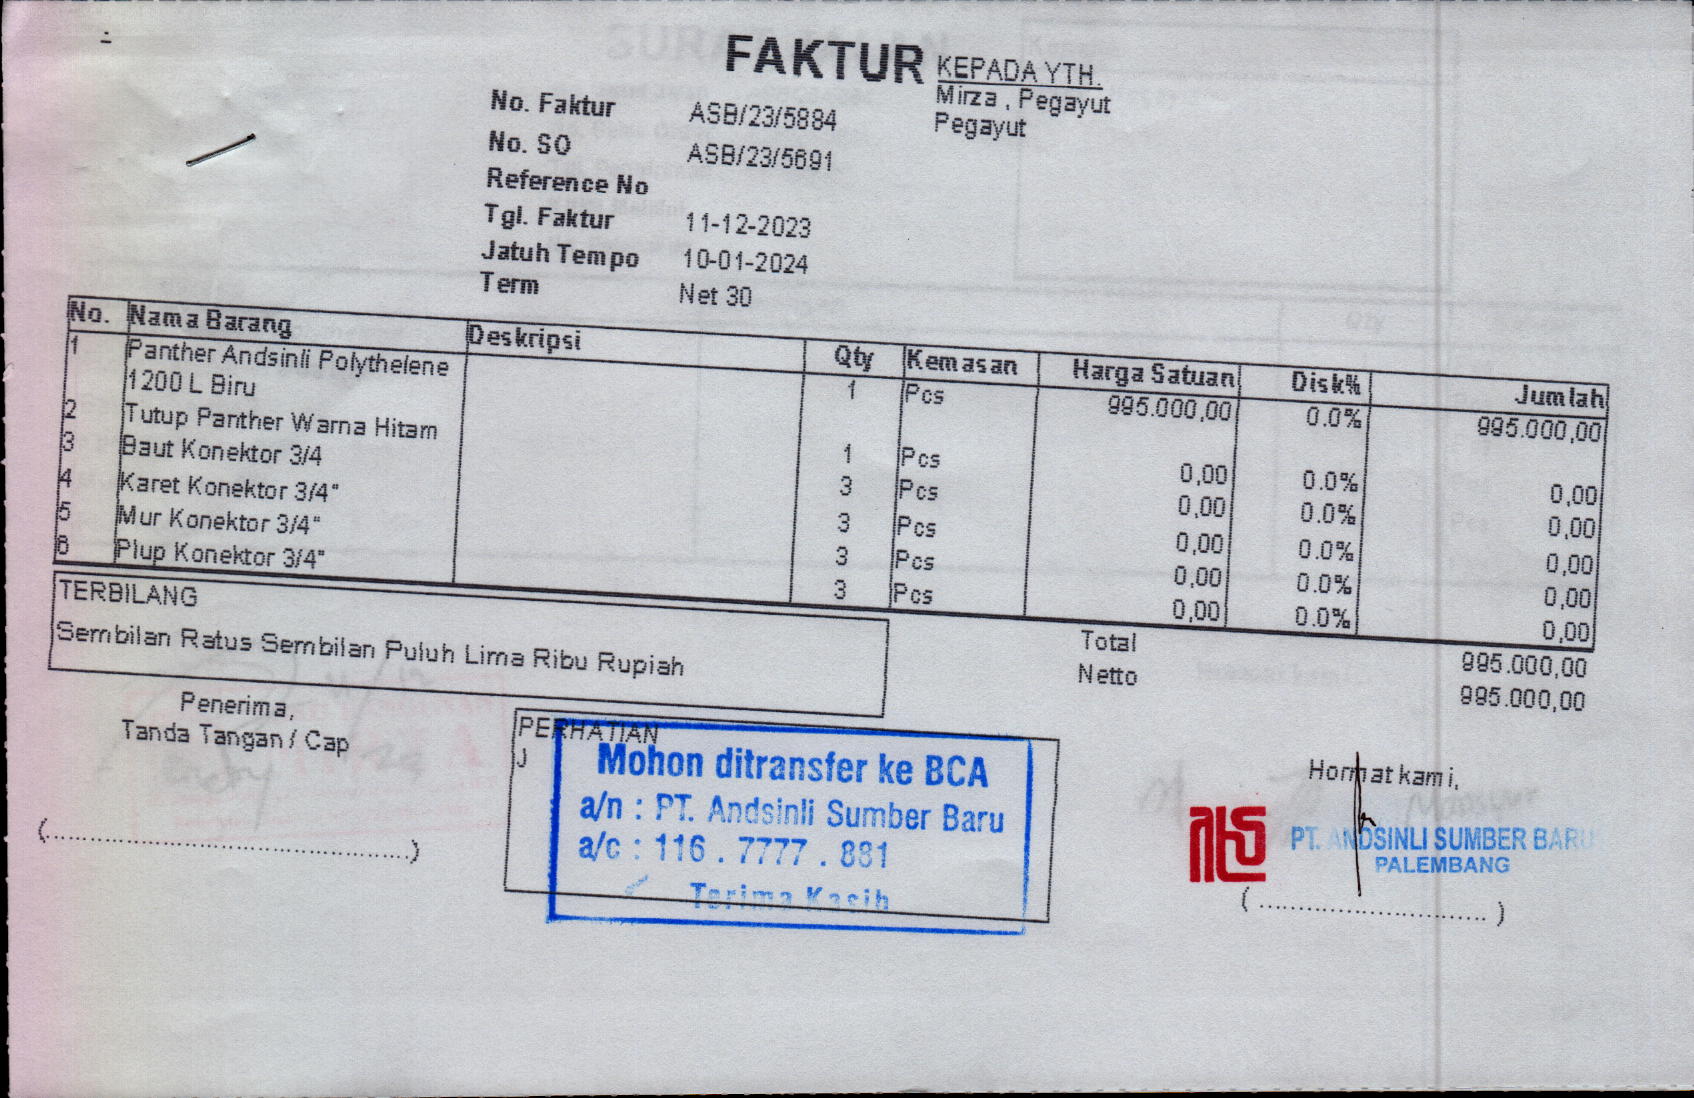 FAKTUR
KEPADA YTH.
Mirza , Pegayut
Pegayut
No. Faktur ASB/23/5884
No. SO ASB/23/5691
Reference No
Tgl. Faktur 11-12-2023
Jatuh Tempo 10-01-2024
Term Net 30
No. Nama Barang Deskripsi Qty Kemasan Harga Satuan Disk% Jumlah
1 Panther Andsinli Polythelene 1 Pcs 995.000,00 0.0% 995.000,00
1200 L Biru
2 Tutup Panther Warna Hitam 1 Pcs 0,00 0.0% 0,00
3 Baut Konektor 3/4 3 Pcs 0,00 0.0% 0,00
4 Karet Konektor 3/4" 3 Pcs 0,00 0.0% 0,00
5 Mur Konektor 3/4" 3 Pcs 0,00 0.0% 0,00
6 Plup Konektor 3/4" 3 Pcs 0,00 0.0% 0,00
TERBILANG
Sembilan Ratus Sembilan Puluh Lima Ribu Rupiah
Total 995.000,00
Netto 995.000,00
Penerima,
Tanda Tangan / Cap
(........................................)
PERHATIAN
J
Mohon ditransfer ke BCA
a/n : PT. Andsinli Sumber Baru
a/c : 116 . 7777 . 881
Terima Kasih
Hormat kami,
PT. ANDSINLI SUMBER BARU
PALEMBANG
( ............................ )